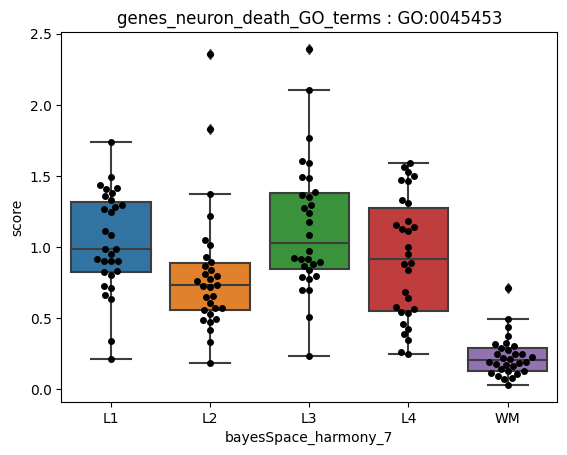 genes_neuron_death_GO_terms : GO:0045453
2.5
2.0
1.5
1.0
0.5
0.0
score
L1 L2 L3 L4 WM
bayesSpace_harmony_7